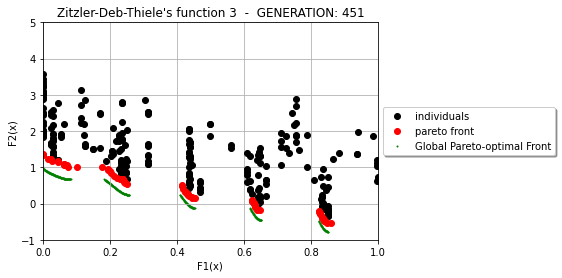 Zitzler-Deb-Thiele's function 3 - GENERATION: 451
5
4
3
2
1
0
−1
F2(x)
0.0 0.2 0.4 0.6 0.8 1.0
F1(x)
individuals
pareto front
Global Pareto-optimal Front